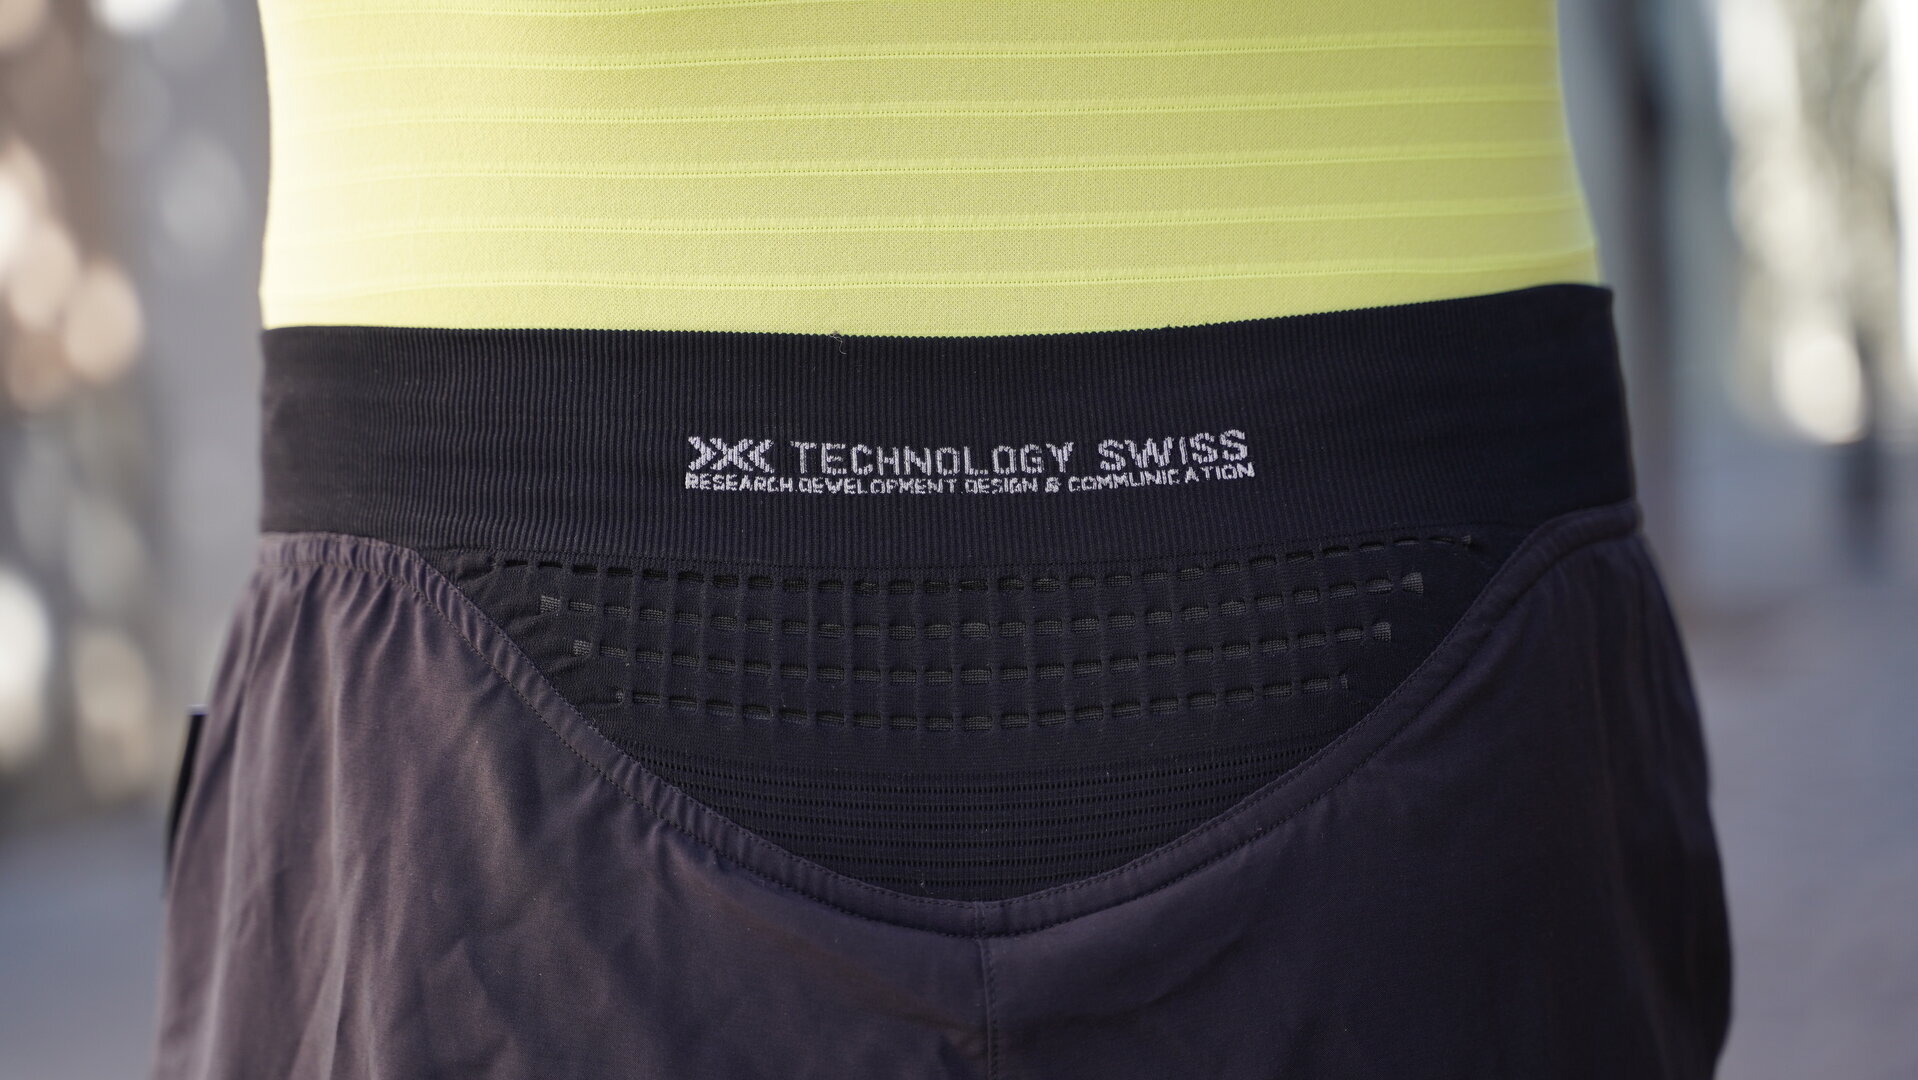 TECHNOLOGY SWISS
RESEARCH.DEVELOPMENT.DESIGN & COMMUNICATION